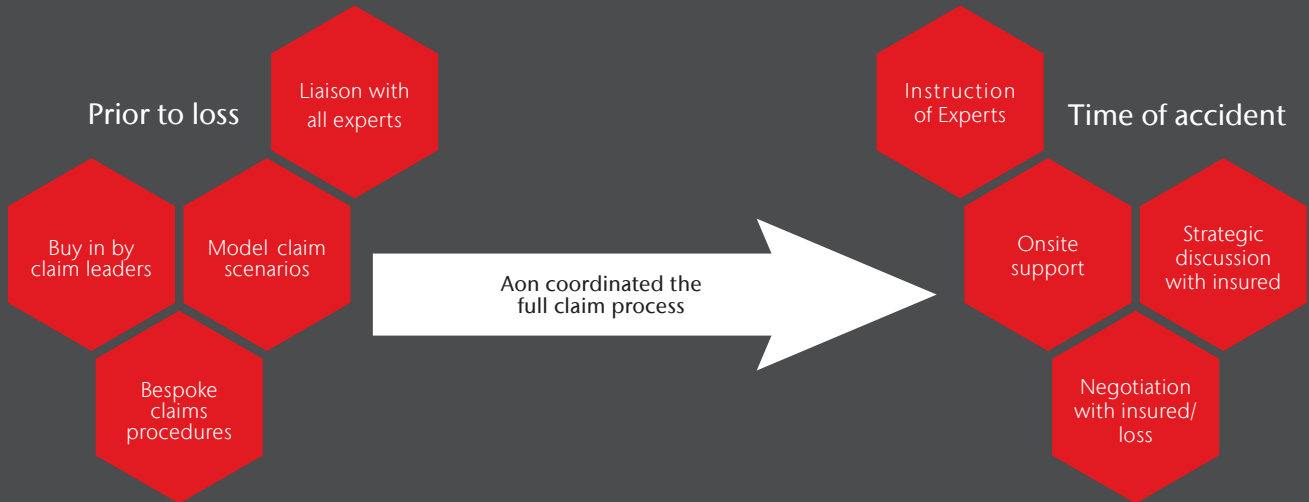 Prior to loss
Liaison with
all experts
Buy in by
claim leaders
Model claim
scenarios
Bespoke
claims
procedures
Aon coordinated the
full claim process
Instruction
of Experts
Time of accident
Onsite
support
Strategic
discussion
with insured
Negotiation
with insured/
loss